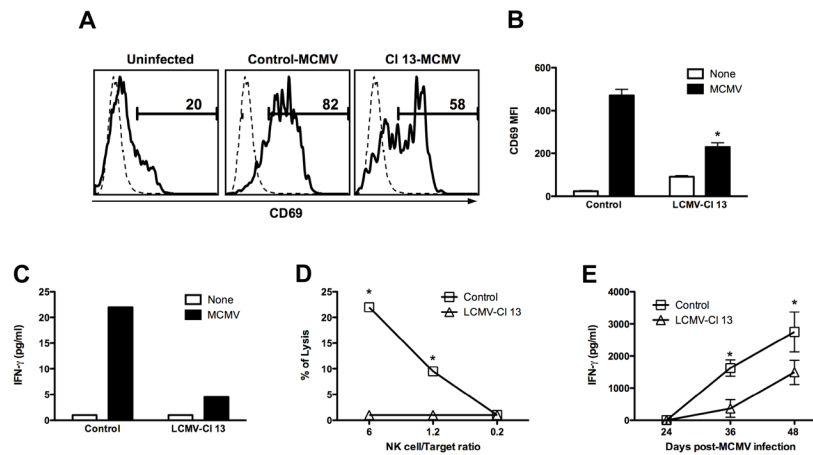 A
Uninfected
Control-MCMV
Cl 13-MCMV
20
82
58
CD69
B
None
MCMV
600
400
200
0
CD69 MFI
*
Control
LCMV-Cl 13
C
None
MCMV
25
20
15
10
5
0
IFN-γ (pg/ml)
Control
LCMV-Cl 13
D
Control
LCMV-Cl 13
25
20
15
10
5
0
% of Lysis
*
*
6
1.2
0.2
NK cell/Target ratio
E
Control
LCMV-Cl 13
4000
3000
2000
1000
0
IFN-γ (pg/ml)
*
*
24
36
48
Days post-MCMV infection